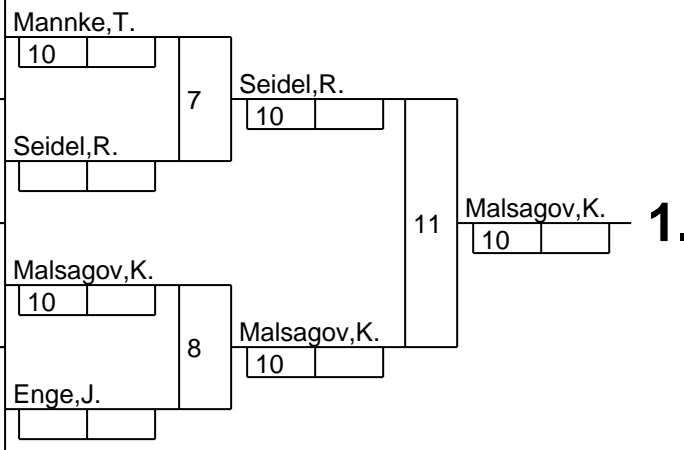 Mannke,T.
10
7
Seidel,R.
10
Seidel,R.
11
Malsagov,K.
1.
10
Malsagov,K.
10
8
Malsagov,K.
10
Enge,J.